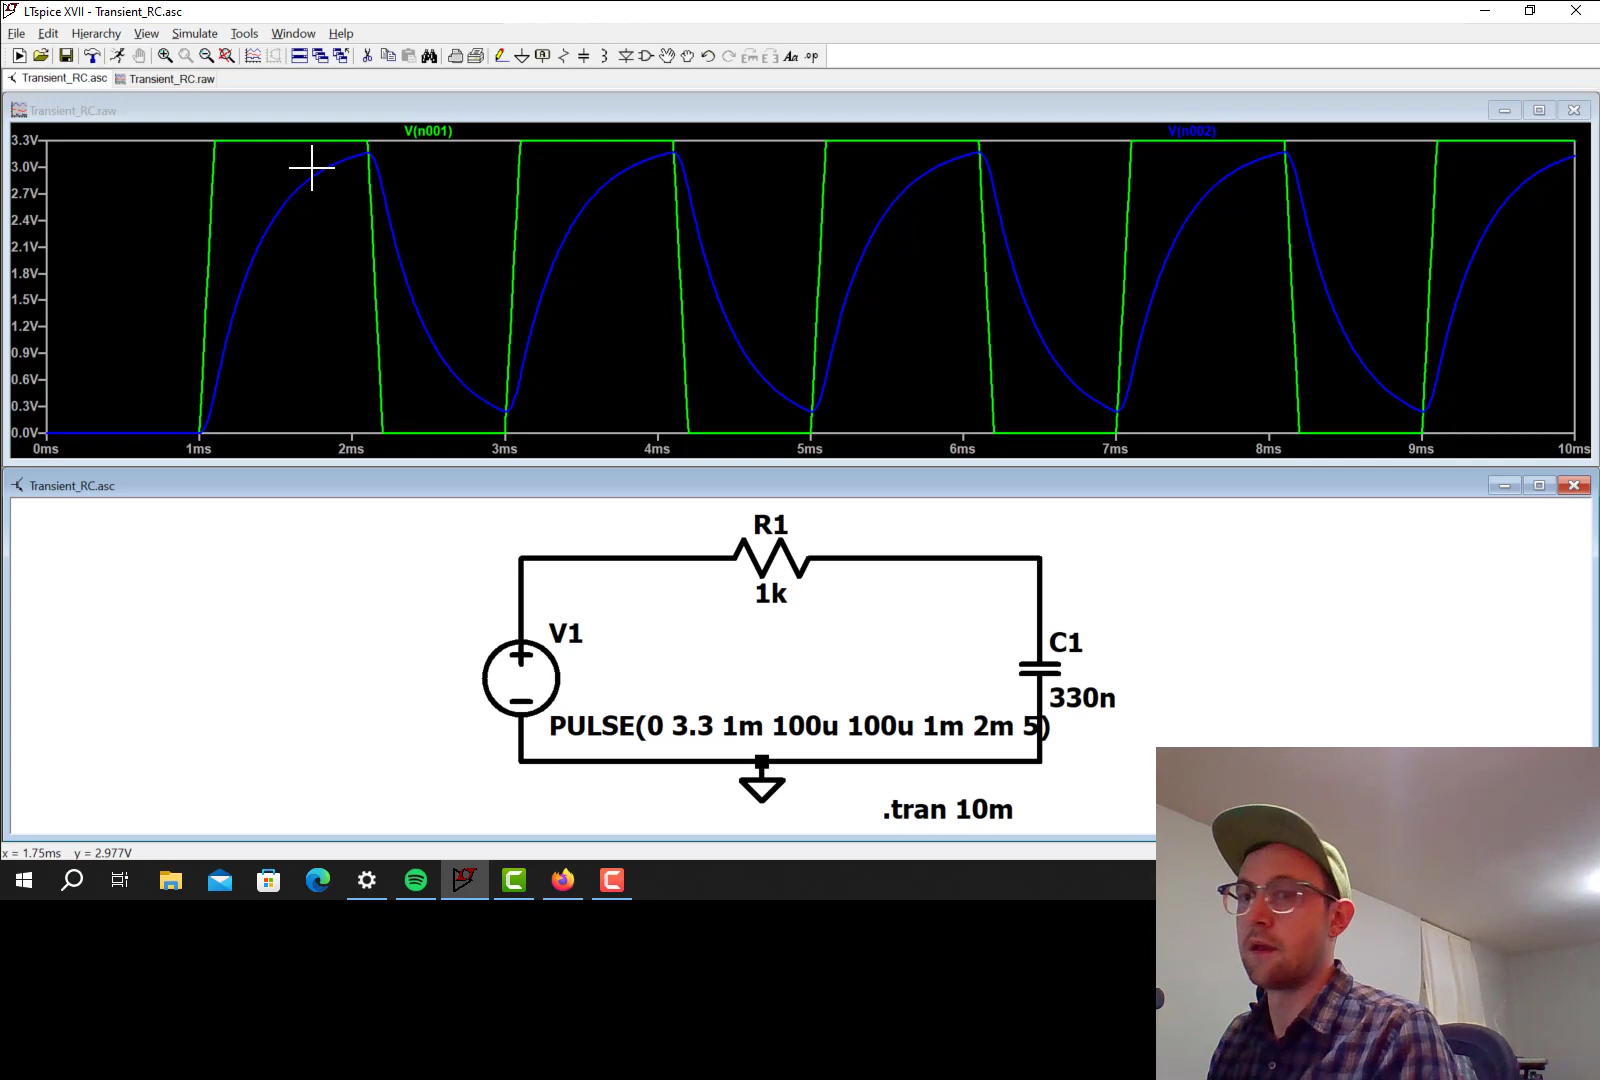 LTspice XVII - Transient_RC.asc
File Edit Hierarchy View Simulate Tools Window Help
Transient_RC.asc Transient_RC.raw
Transient_RC.raw
V(n001) V(n002)
3.3V
3.0V
2.7V
2.4V
2.1V
1.8V
1.5V
1.2V
0.9V
0.6V
0.3V
0.0V
0ms 1ms 2ms 3ms 4ms 5ms 6ms 7ms 8ms 9ms 10ms
Transient_RC.asc
R1
1k
V1
C1
330n
PULSE(0 3.3 1m 100u 100u 1m 2m 5)
.tran 10m
x = 1.75ms y = 2.977V